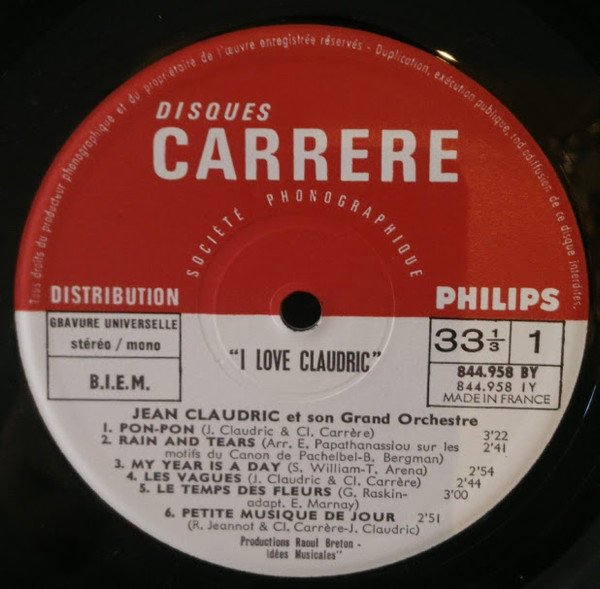 Tous droits du producteur phonographique et du propriétaire de l'œuvre enregistrée réservés - Duplication, exécution publique, radiodiffusion de ce disque interdites.
DISQUES
CARRERE
SOCIÉTÉ PHONOGRAPHIQUE
DISTRIBUTION PHILIPS
GRAVURE UNIVERSELLE
stéréo / mono
B.I.E.M.
"I LOVE CLAUDRIC"
33 1/3 1
844.958 BY
844.958 1Y
MADE IN FRANCE
JEAN CLAUDRIC et son Grand Orchestre
1. PON-PON (J. Claudric & Cl. Carrère) 3'22
2. RAIN AND TEARS (Arr. E. Papathanassiou sur les 2'41
motifs du Canon de Pachelbel-B. Bergman)
3. MY YEAR IS A DAY (S. William-T. Arena) 2'54
4. LES VAGUES (J. Claudric & Cl. Carrère) 2'44
5. LE TEMPS DES FLEURS (G. Raskin- 3'00
adapt. E. Marnay)
6. PETITE MUSIQUE DE JOUR 2'51
(R. Jeannot & Cl. Carrère-J. Claudric)
Productions Raoul Breton -
idées Musicales"